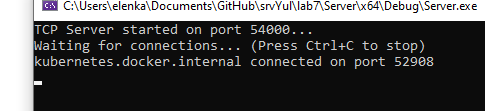 C:\Users\elenka\Documents\GitHub\srvYul\lab7\Server\x64\Debug\Server.exe
TCP Server started on port 54000...
Waiting for connections... (Press Ctrl+C to stop)
kubernetes.docker.internal connected on port 52908